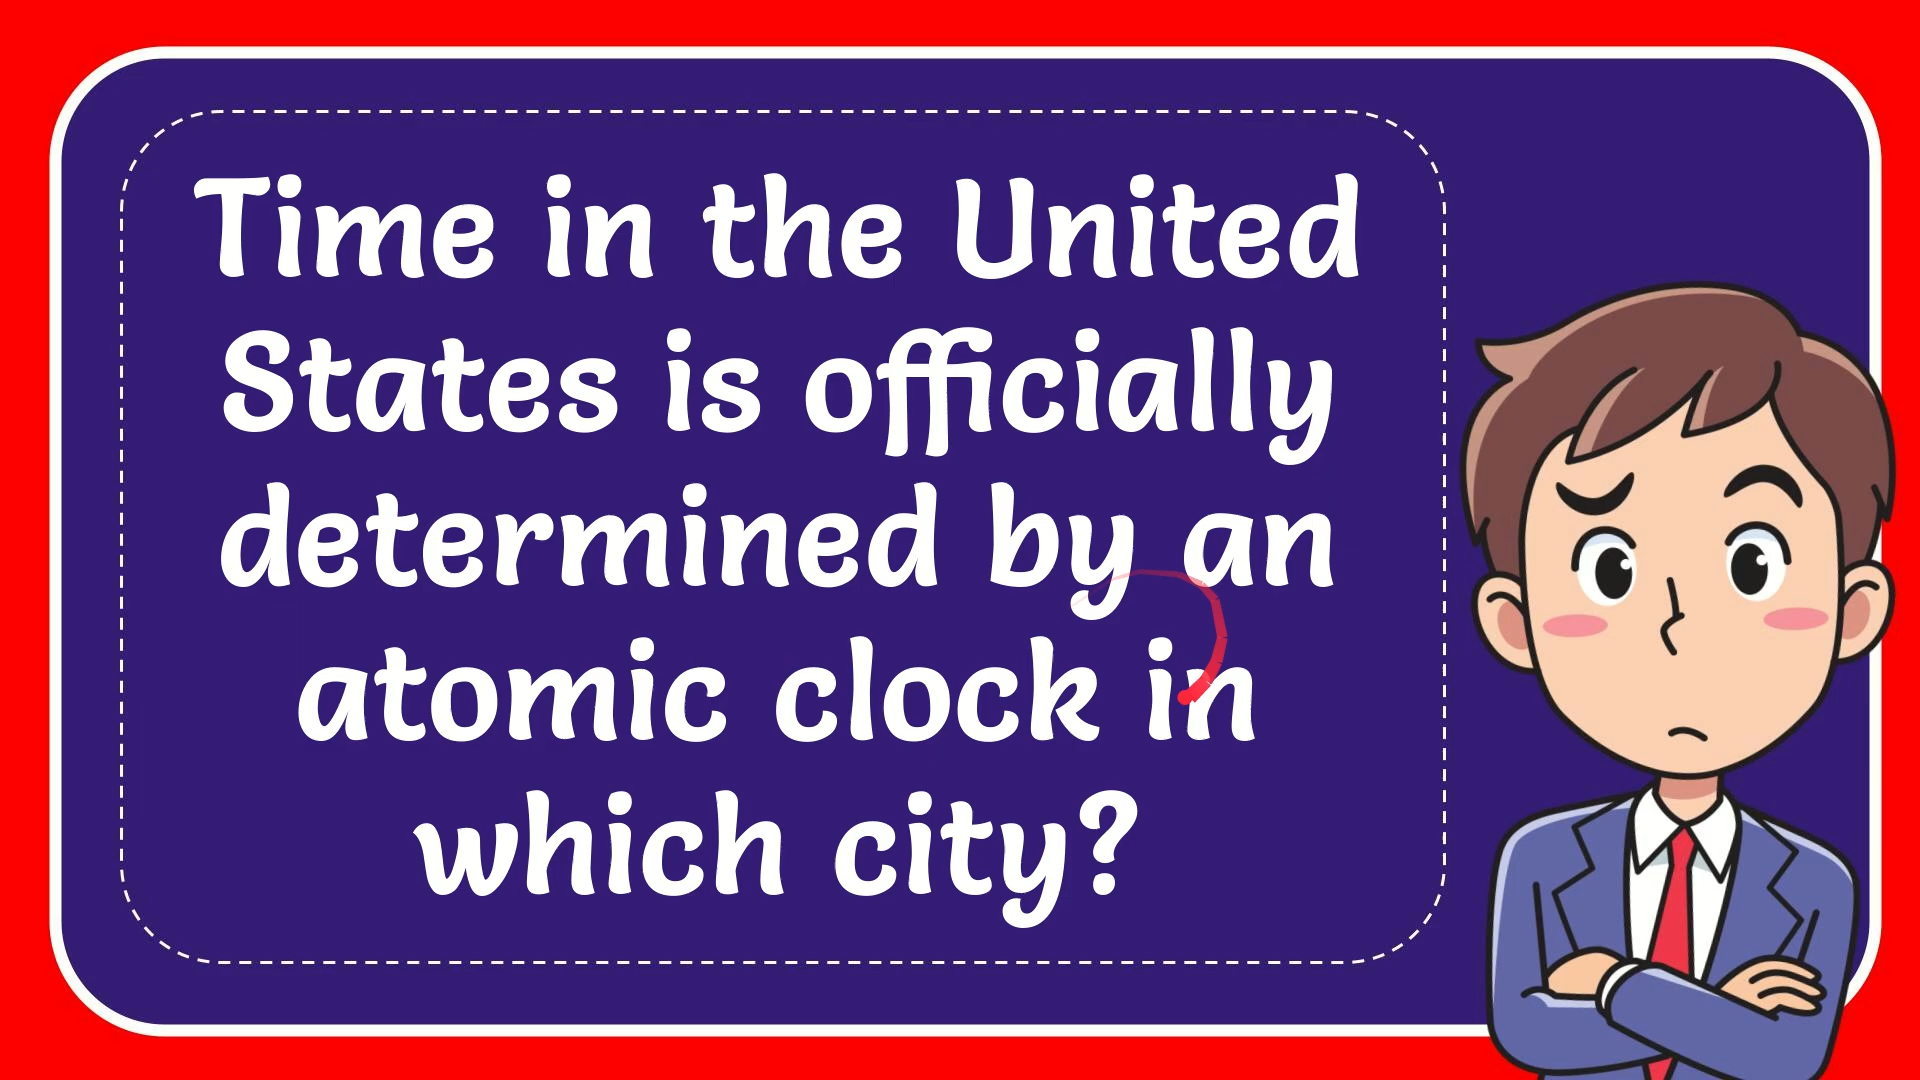 Time in the United
States is officially
determined by an
atomic clock in
which city?